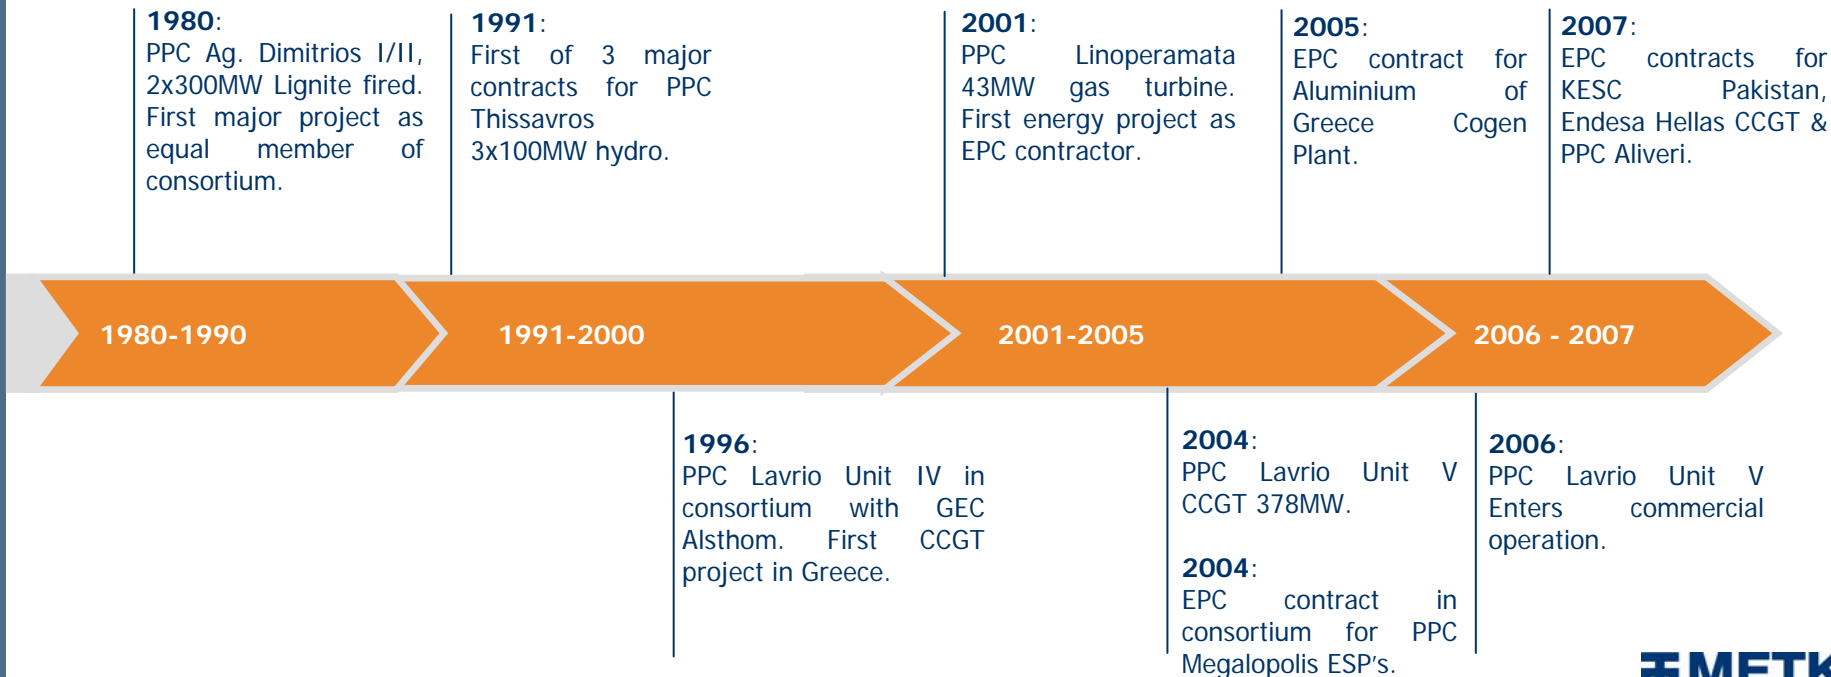 1980:
PPC Ag. Dimitrios I/II,
2x300MW Lignite fired.
First major project as
equal member of
consortium.
1991:
First of 3 major
contracts for PPC
Thissavros
3x100MW hydro.
2001:
PPC Linoperamata
43MW gas turbine.
First energy project as
EPC contractor.
2005:
EPC contract for
Aluminium of
Greece Cogen
Plant.
2007:
EPC contracts for
KESC Pakistan,
Endesa Hellas CCGT &
PPC Aliveri.
1980-1990
1991-2000
2001-2005
2006 - 2007
1996:
PPC Lavrio Unit IV in
consortium with GEC
Alsthom. First CCGT
project in Greece.
2004:
PPC Lavrio Unit V
CCGT 378MW.
2004:
EPC contract in
consortium for PPC
Megalopolis ESP's.
2006:
PPC Lavrio Unit V
Enters commercial
operation.